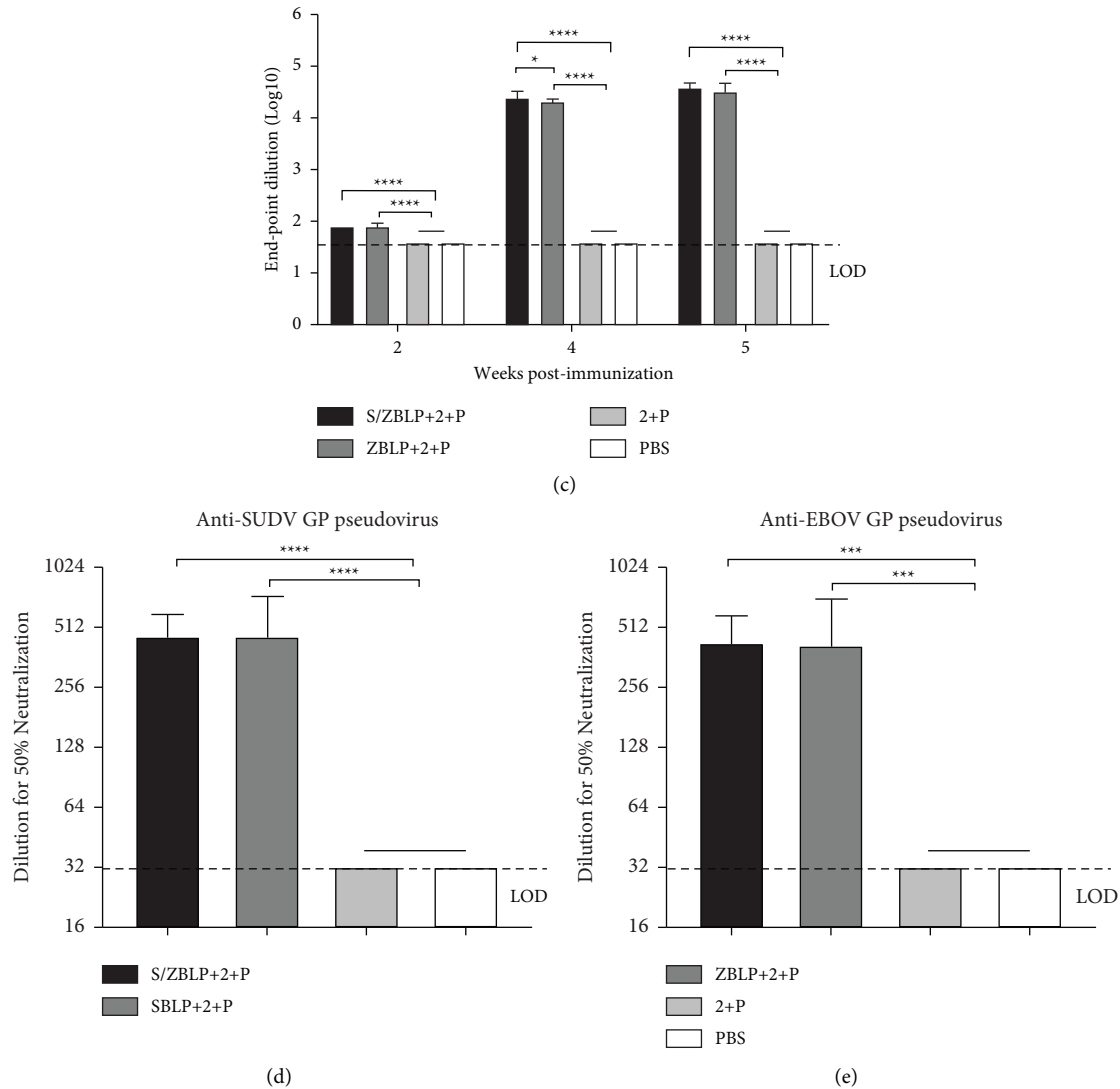 6
5
4
3
2
1
0
End-point dilution (Log10)
****
****
****
*
****
****
****
LOD
2
4
5
Weeks post-immunization
S/ZBLP+2+P
2+P
ZBLP+2+P
PBS
(c)
Anti-SUDV GP pseudovirus
1024
512
256
128
64
32
16
Dilution for 50% Neutralization
****
****
LOD
S/ZBLP+2+P
SBLP+2+P
(d)
Anti-EBOV GP pseudovirus
1024
512
256
128
64
32
16
Dilution for 50% Neutralization
***
***
LOD
ZBLP+2+P
2+P
PBS
(e)